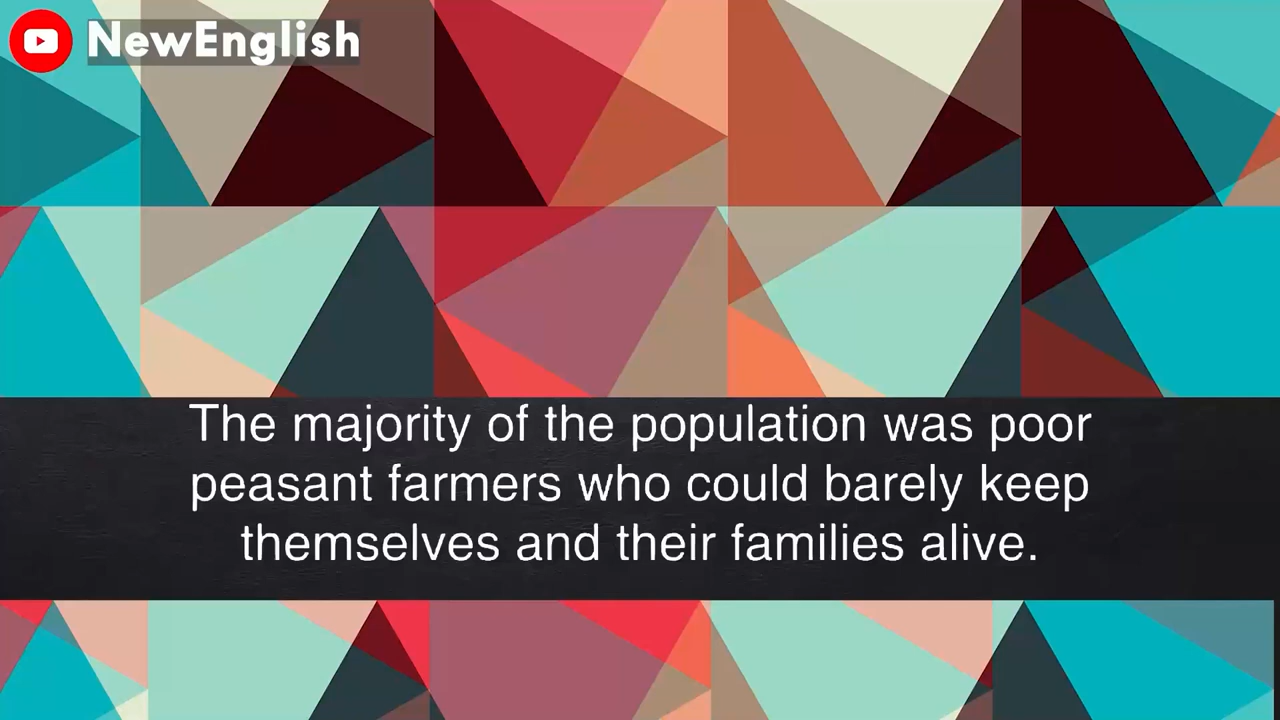 NewEnglish
The majority of the population was poor
peasant farmers who could barely keep
themselves and their families alive.